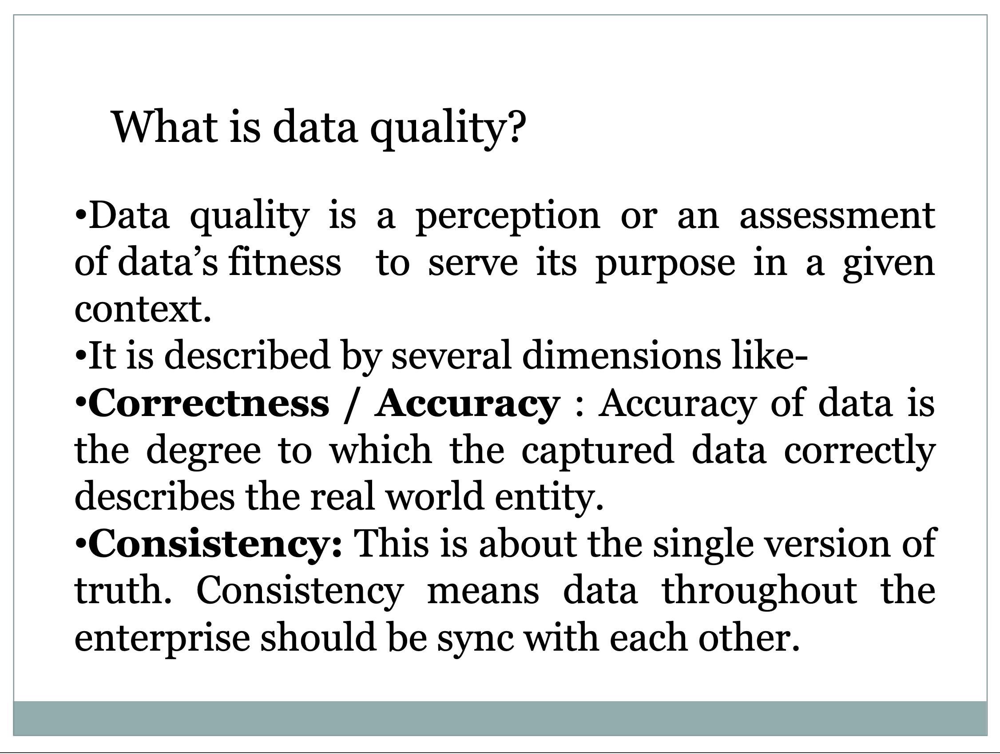 What is data quality?
•Data quality is a perception or an assessment
of data’s fitness to serve its purpose in a given
context.
•It is described by several dimensions like-
•Correctness / Accuracy : Accuracy of data is
the degree to which the captured data correctly
describes the real world entity.
•Consistency: This is about the single version of
truth. Consistency means data throughout the
enterprise should be sync with each other.